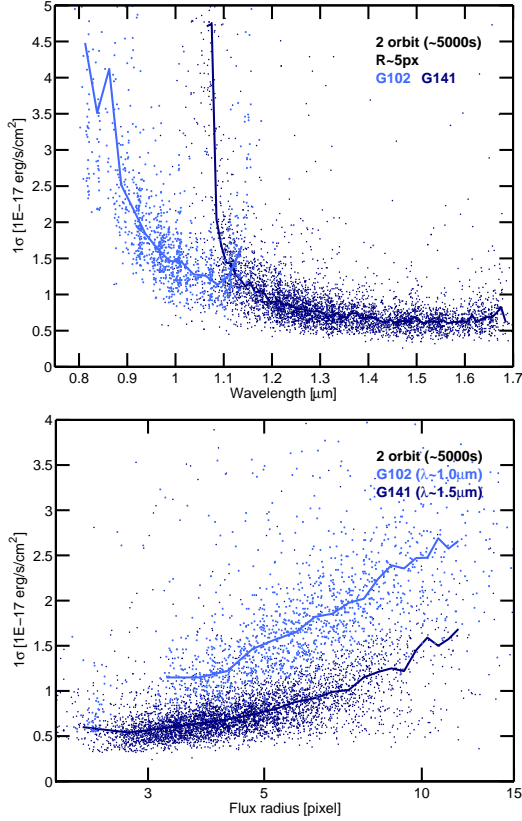 5
4.5
4
3.5
3
2.5
2
1.5
1
0.5
0
1σ [1E−17 erg/s/cm²]
2 orbit (~5000s)
R~5px
G102 G141
0.8 0.9 1 1.1 1.2 1.3 1.4 1.5 1.6 1.7
Wavelength [μm]
4
3.5
3
2.5
2
1.5
1
0.5
0
1σ [1E−17 erg/s/cm²]
2 orbit (~5000s)
G102 (λ~1.0μm)
G141 (λ~1.5μm)
3 5 10 15
Flux radius [pixel]